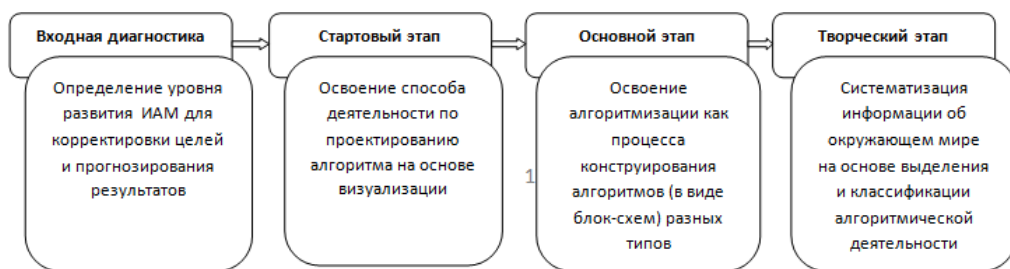 Входная диагностика
Определение уровня
развития ИАМ для
корректировки целей
и прогнозирования
результатов
Стартовый этап
Освоение способа
деятельности по
проектированию
алгоритма на основе
визуализации
1
Основной этап
Освоение
алгоритмизации как
процесса
конструирования
алгоритмов (в виде
блок-схем) разных
типов
Творческий этап
Систематизация
информации об
окружающем мире
на основе выделения
и классификации
алгоритмической
деятельности